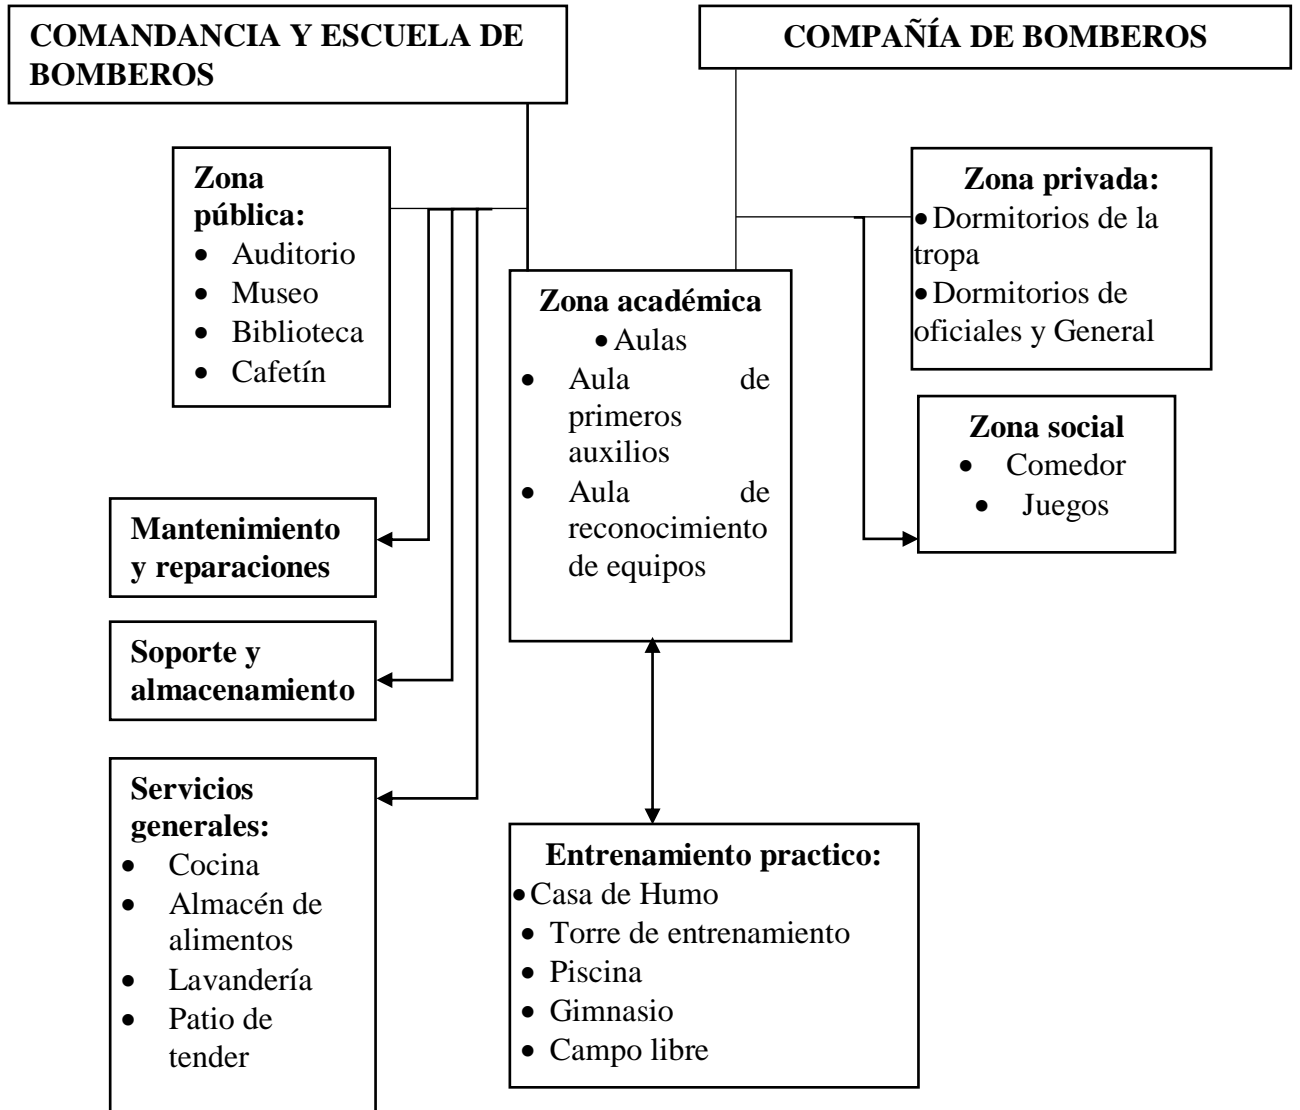 COMANDANCIA Y ESCUELA DE
BOMBEROS
COMPAÑÍA DE BOMBEROS
Zona
pública:
• Auditorio
• Museo
• Biblioteca
• Cafetín
Zona académica
• Aulas
• Aula de
primeros
auxilios
• Aula de
reconocimiento
de equipos
Zona privada:
• Dormitorios de la
tropa
• Dormitorios de
oficiales y General
Zona social
• Comedor
• Juegos
Mantenimiento
y reparaciones
Soporte y
almacenamiento
Servicios
generales:
• Cocina
• Almacén de
alimentos
• Lavandería
• Patio de
tender
Entrenamiento practico:
• Casa de Humo
• Torre de entrenamiento
• Piscina
• Gimnasio
• Campo libre